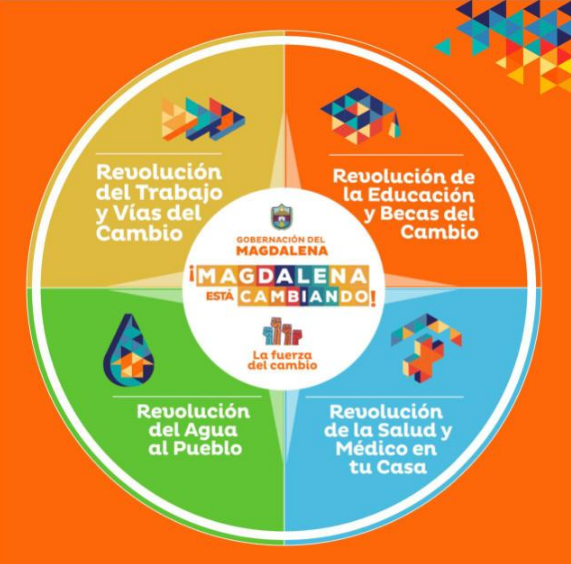 Revolución
del Trabajo
y Vías del
Cambio
Revolución de
la Educación
y Becas del
Cambio
GOBERNACIÓN DEL
MAGDALENA
¡MAGDALENA
ESTÁ CAMBIANDO!
La fuerza
del cambio
Revolución
del Agua
al Pueblo
Revolución
de la Salud y
Médico en
tu Casa